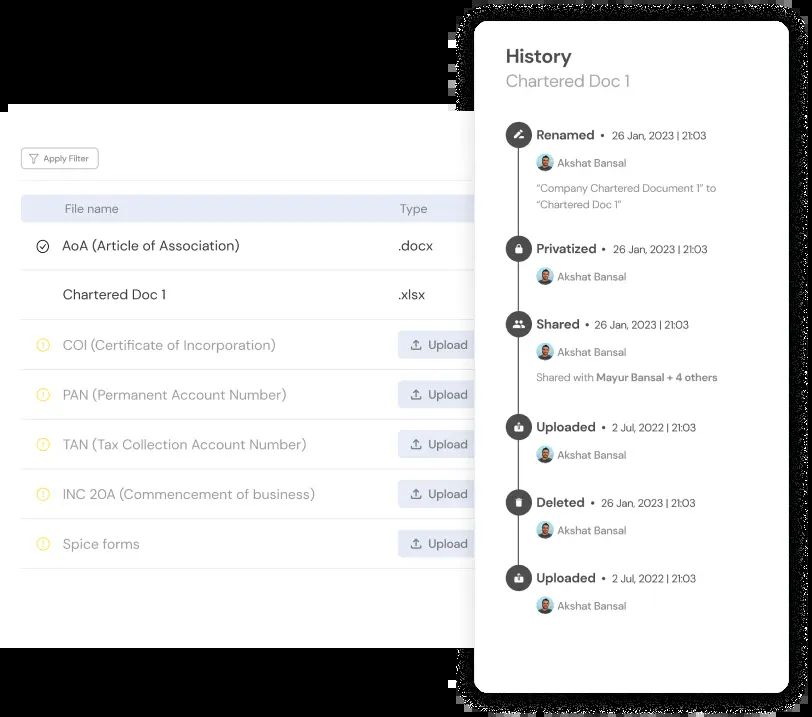 Apply Filter
File name Type
AoA (Article of Association) .docx
Chartered Doc 1 .xlsx
COI (Certificate of Incorporation) Upload
PAN (Permanent Account Number) Upload
TAN (Tax Collection Account Number) Upload
INC 20A (Commencement of business) Upload
Spice forms Upload
History
Chartered Doc 1
Renamed • 26 Jan, 2023 | 21:03
Akshat Bansal
“Company Chartered Document 1” to
“Chartered Doc 1”
Privatized • 26 Jan, 2023 | 21:03
Akshat Bansal
Shared • 26 Jan, 2023 | 21:03
Akshat Bansal
Shared with Mayur Bansal + 4 others
Uploaded • 2 Jul, 2022 | 21:03
Akshat Bansal
Deleted • 26 Jan, 2023 | 21:03
Akshat Bansal
Uploaded • 2 Jul, 2022 | 21:03
Akshat Bansal